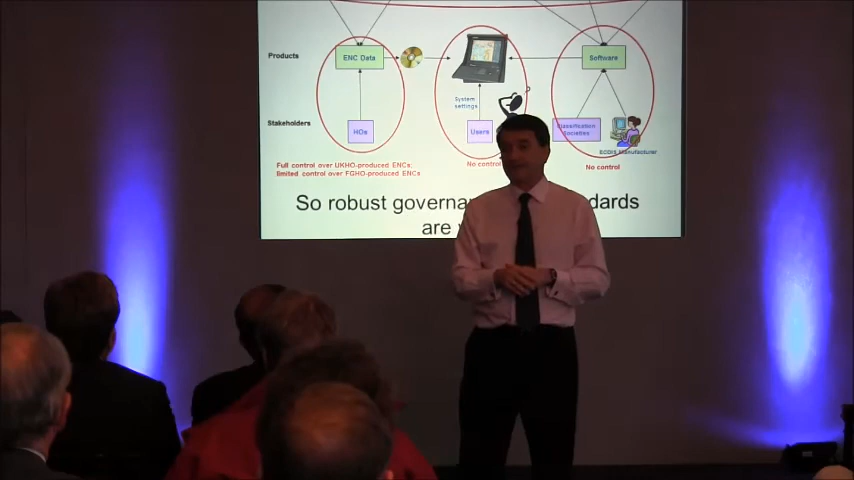 Products
ENC Data
Software
System
settings
Stakeholders
HOs
Users
Classification
Societies
ECDIS Manufacturer
Full control over UKHO-produced ENCs;
limited control over FGHO-produced ENCs
No control
No control
So robust governa
dards
are